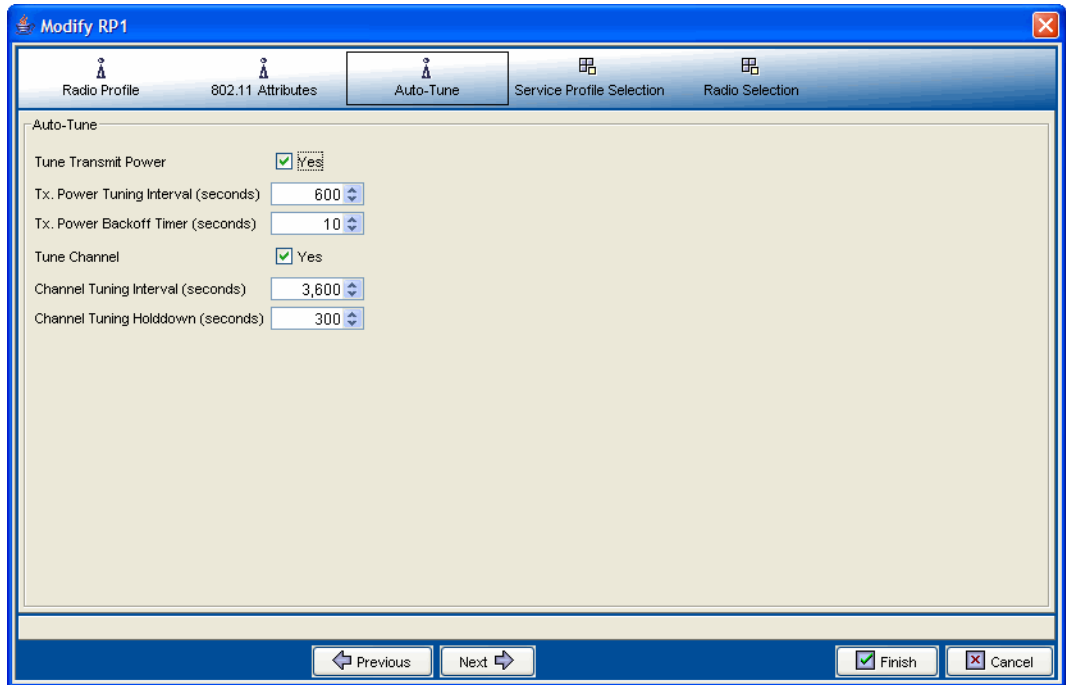 Modify RP1
Radio Profile 802.11 Attributes Auto-Tune Service Profile Selection Radio Selection
Auto-Tune
Tune Transmit Power Yes
Tx. Power Tuning Interval (seconds) 600
Tx. Power Backoff Timer (seconds) 10
Tune Channel Yes
Channel Tuning Interval (seconds) 3,600
Channel Tuning Holddown (seconds) 300
Previous Next Finish Cancel